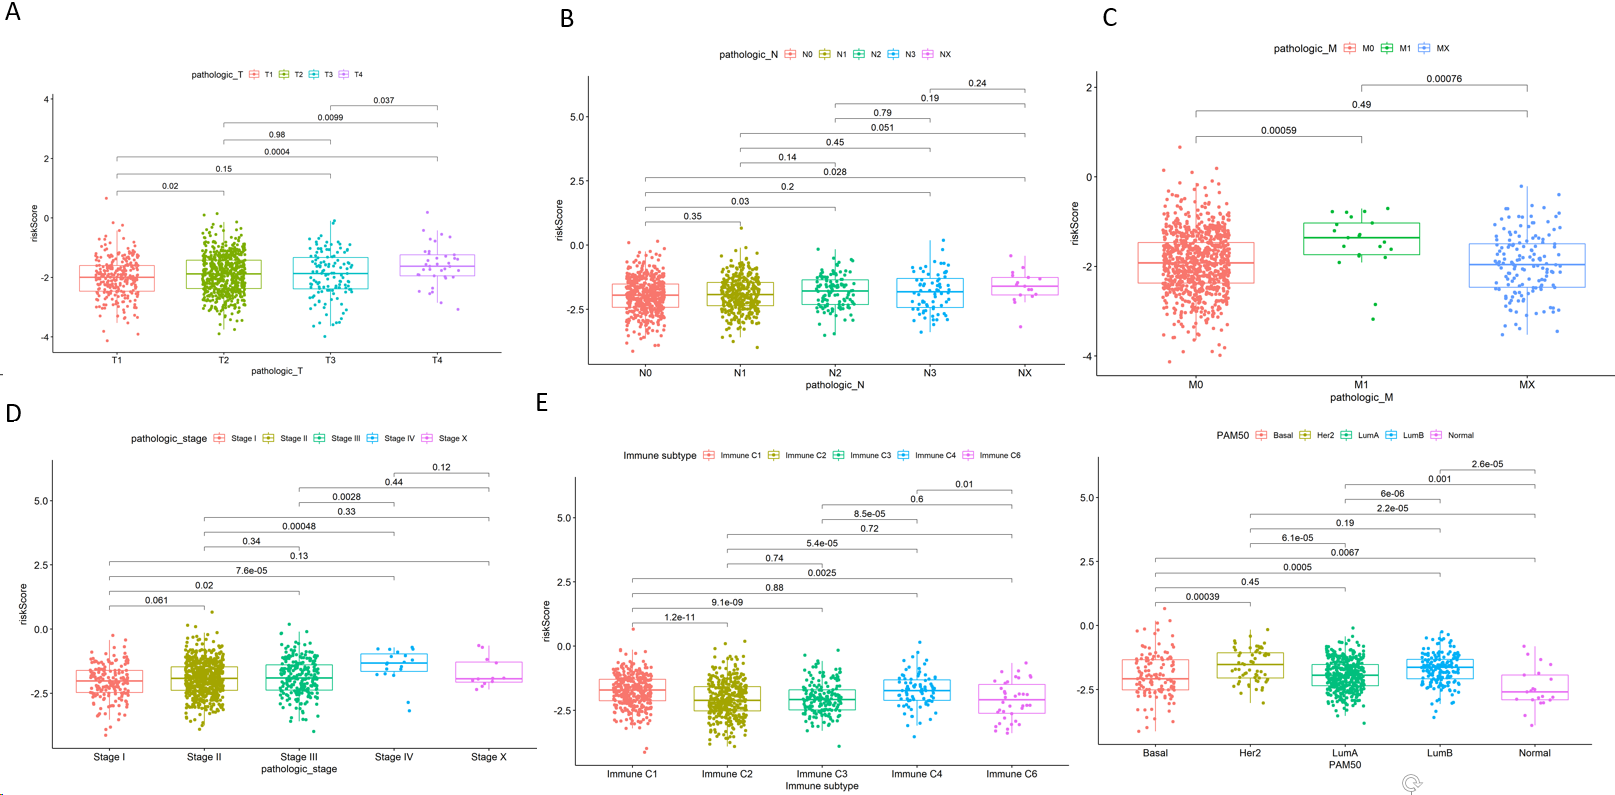 A
pathologic_T T1 T2 T3 T4
0.037
0.0099
0.98
0.0004
0.15
0.02
4
2
0
-2
-4
riskScore
T1 T2 T3 T4
pathologic_T
B
pathologic_N N0 N1 N2 N3 NX
0.24
0.19
0.79
0.051
0.45
0.14
0.028
0.2
0.03
0.35
5.0
2.5
0.0
-2.5
riskScore
N0 N1 N2 N3 NX
pathologic_N
C
pathologic_M M0 M1 MX
0.00076
0.49
0.00059
2
0
-2
-4
riskScore
M0 M1 MX
pathologic_M
D
pathologic_stage Stage I Stage II Stage III Stage IV Stage X
0.12
0.44
0.0028
0.33
0.00048
0.34
0.13
7.6e-05
0.02
0.061
5.0
2.5
0.0
-2.5
riskScore
Stage I Stage II Stage III Stage IV Stage X
pathologic_stage
E
Immune subtype Immune C1 Immune C2 Immune C3 Immune C4 Immune C6
0.01
0.6
8.5e-05
0.72
5.4e-05
0.74
0.0025
0.88
9.1e-09
1.2e-11
5.0
2.5
0.0
-2.5
riskScore
Immune C1 Immune C2 Immune C3 Immune C4 Immune C6
Immune subtype
PAM50 Basal Her2 LumA LumB Normal
2.6e-05
0.001
6e-06
2.2e-05
0.19
6.1e-05
0.0067
0.0005
0.45
0.00039
5.0
2.5
0.0
-2.5
Basal Her2 LumA LumB Normal
PAM50